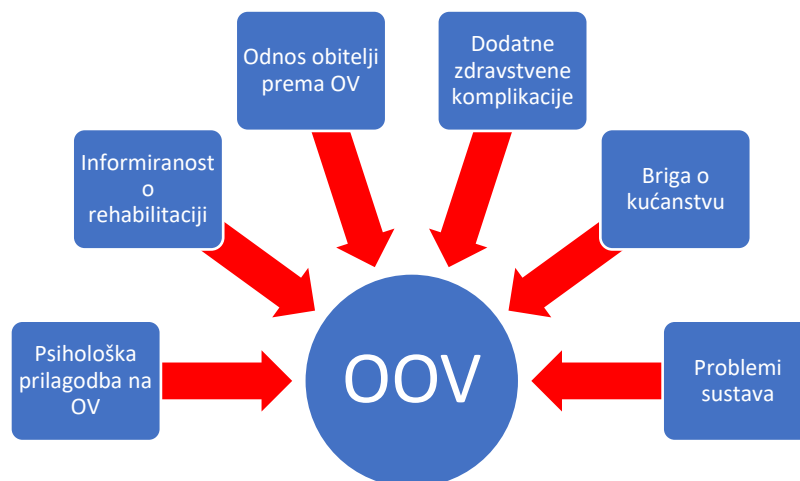 Odnos obitelji
prema OV
Dodatne
zdravstvene
komplikacije
Informiranost
o
rehabilitaciji
Briga o
kućanstvu
Psihološka
prilagodba na
OV
OOV
Problemi
sustava